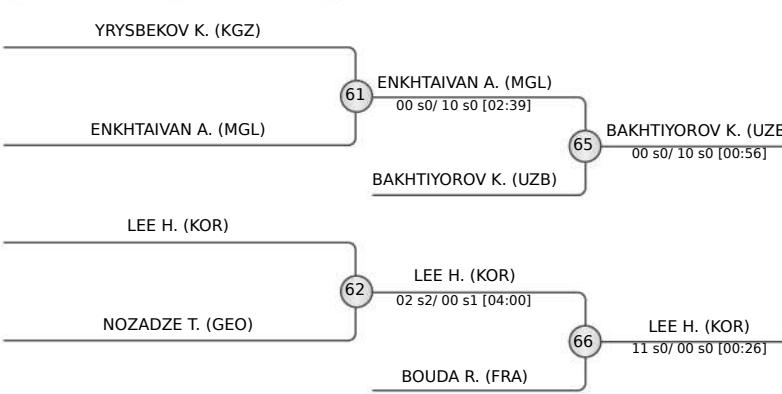 YRYSBEKOV K. (KGZ)
61
ENKHTAIVAN A. (MGL)
00 s0/ 10 s0 [02:39]
ENKHTAIVAN A. (MGL)
65
BAKHTIYOROV K. (UZB
00 s0/ 10 s0 [00:56]
BAKHTIYOROV K. (UZB)
LEE H. (KOR)
62
LEE H. (KOR)
02 s2/ 00 s1 [04:00]
NOZADZE T. (GEO)
66
LEE H. (KOR)
11 s0/ 00 s0 [00:26]
BOUDA R. (FRA)